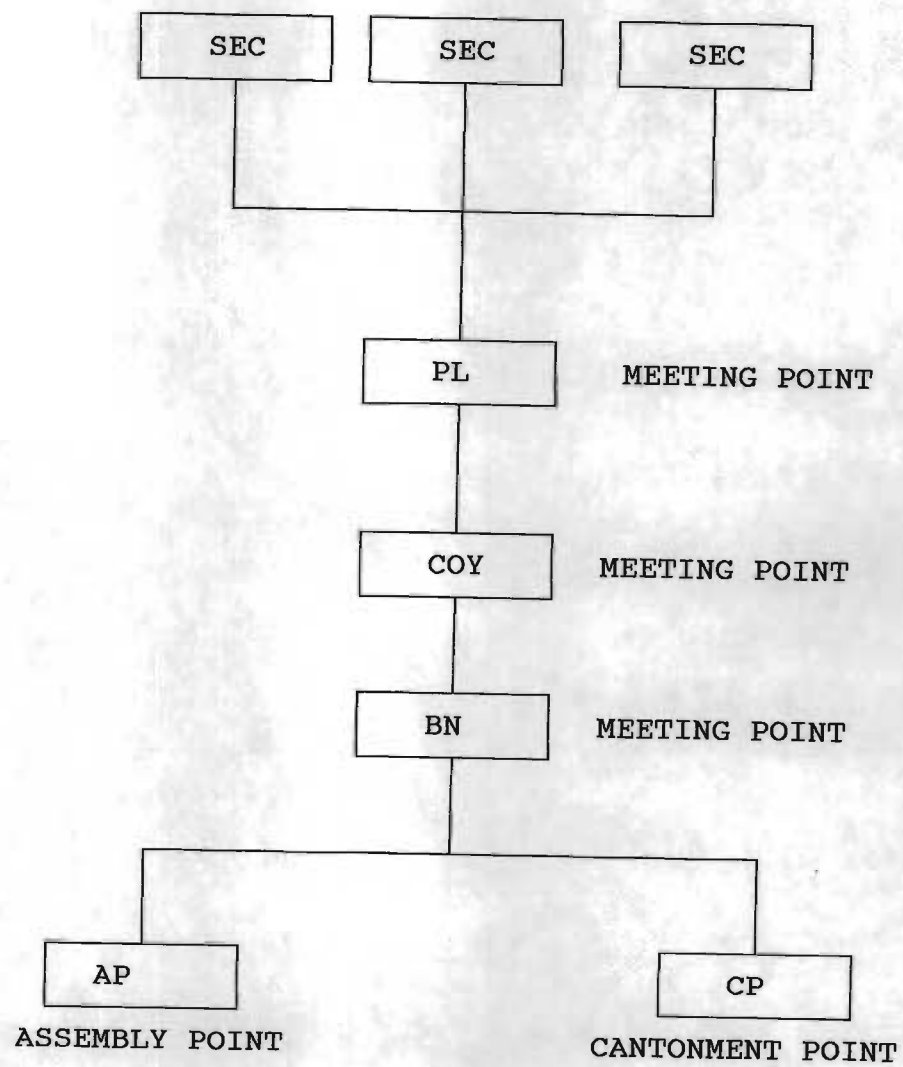 SEC SEC SEC
PL MEETING POINT
COY MEETING POINT
BN MEETING POINT
AP CP
ASSEMBLY POINT CANTONMENT POINT